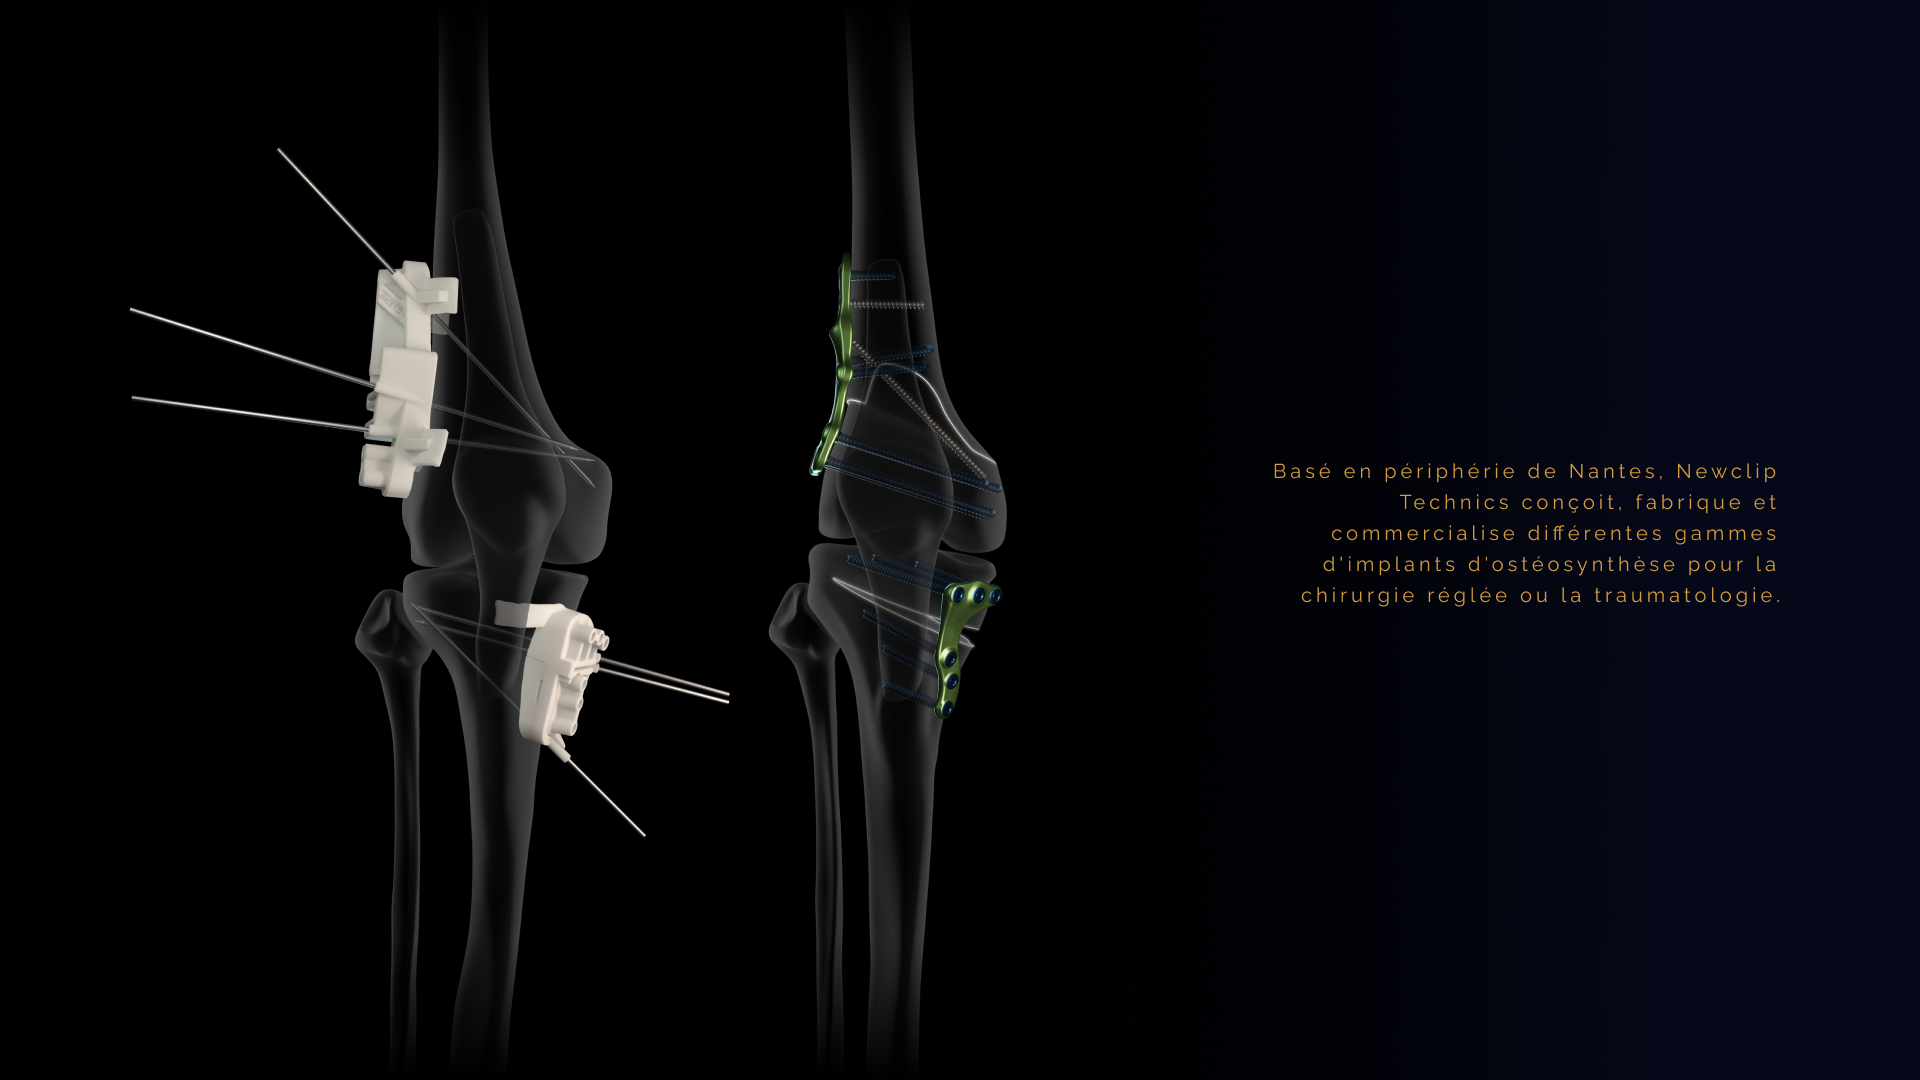 Basé en périphérie de Nantes, Newclip
Technics conçoit, fabrique et
commercialise différentes gammes
d'implants d'ostéosynthèse pour la
chirurgie réglée ou la traumatologie.